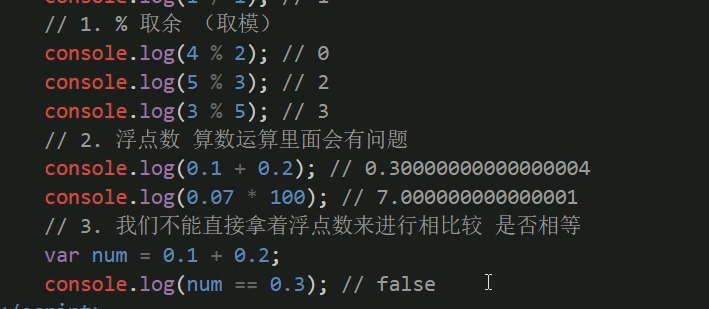 // 1. % 取余 （取模）
console.log(4 % 2); // 0
console.log(5 % 3); // 2
console.log(3 % 5); // 3
// 2. 浮点数 算数运算里面会有问题
console.log(0.1 + 0.2); // 0.30000000000000004
console.log(0.07 * 100); // 7.000000000000001
// 3. 我们不能直接拿着浮点数来进行相比较 是否相等
var num = 0.1 + 0.2;
console.log(num == 0.3); // false